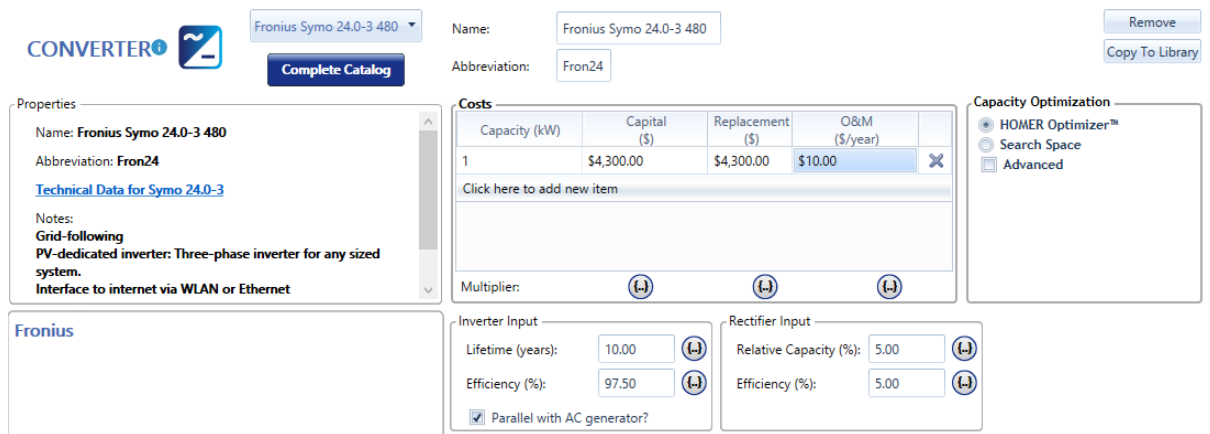 CONVERTER
Fronius Symo 24.0-3 480
Complete Catalog
Name: Fronius Symo 24.0-3 480
Abbreviation: Fron24
Remove
Copy To Library
Properties
Name: Fronius Symo 24.0-3 480
Abbreviation: Fron24
Technical Data for Symo 24.0-3
Notes:
Grid-following
PV-dedicated inverter: Three-phase inverter for any sized
system.
Interface to internet via WLAN or Ethernet
Fronius
Costs
Capacity (kW) Capital ($) Replacement ($) O&M ($/year)
1 $4,300.00 $4,300.00 $10.00
Click here to add new item
Multiplier: {..} {..} {..}
Capacity Optimization
HOMER Optimizer™
Search Space
Advanced
Inverter Input
Lifetime (years): 10.00 {..}
Efficiency (%): 97.50 {..}
Parallel with AC generator?
Rectifier Input
Relative Capacity (%): 5.00 {..}
Efficiency (%): 5.00 {..}